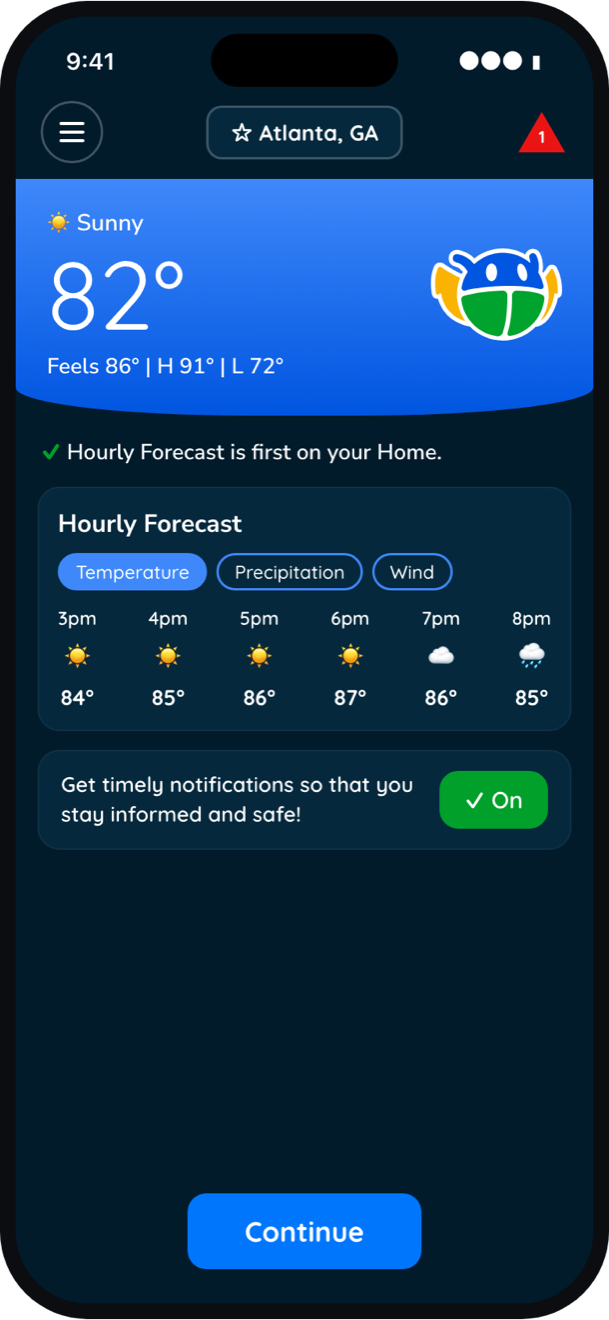 9:41
☆ Atlanta, GA
1
Sunny
82°
Feels 86° | H 91° | L 72°
✓ Hourly Forecast is first on your Home.
Hourly Forecast
Temperature Precipitation Wind
3pm 4pm 5pm 6pm 7pm 8pm
84° 85° 86° 87° 86° 85°
Get timely notifications so that you
stay informed and safe!
✓ On
Continue